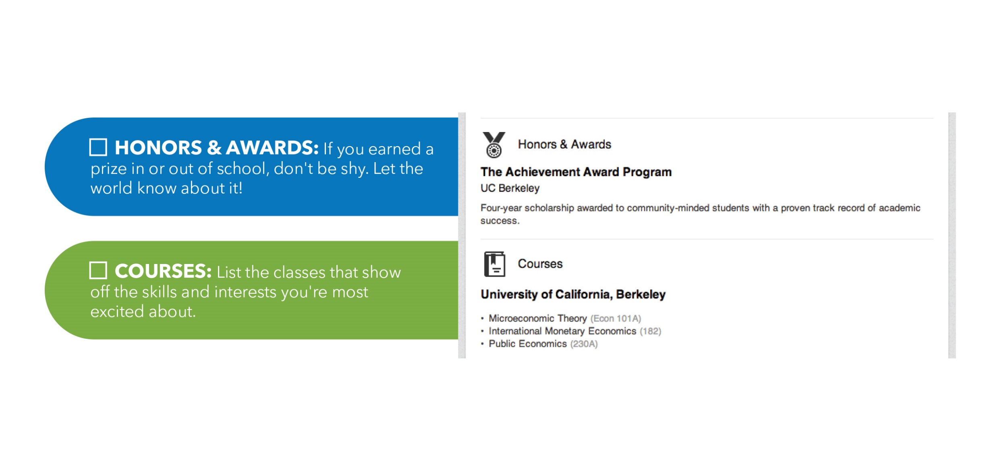 HONORS & AWARDS: If you earned a
prize in or out of school, don't be shy. Let the
world know about it!
COURSES: List the classes that show
off the skills and interests you're most
excited about.
Honors & Awards
The Achievement Award Program
UC Berkeley
Four-year scholarship awarded to community-minded students with a proven track record of academic
success.
Courses
University of California, Berkeley
• Microeconomic Theory (Econ 101A)
• International Monetary Economics (182)
• Public Economics (230A)